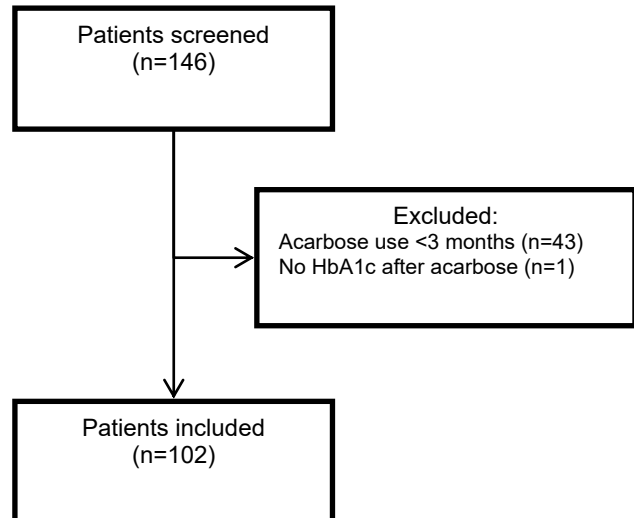 Patients screened
(n=146)
Excluded:
Acarbose use <3 months (n=43)
No HbA1c after acarbose (n=1)
Patients included
(n=102)